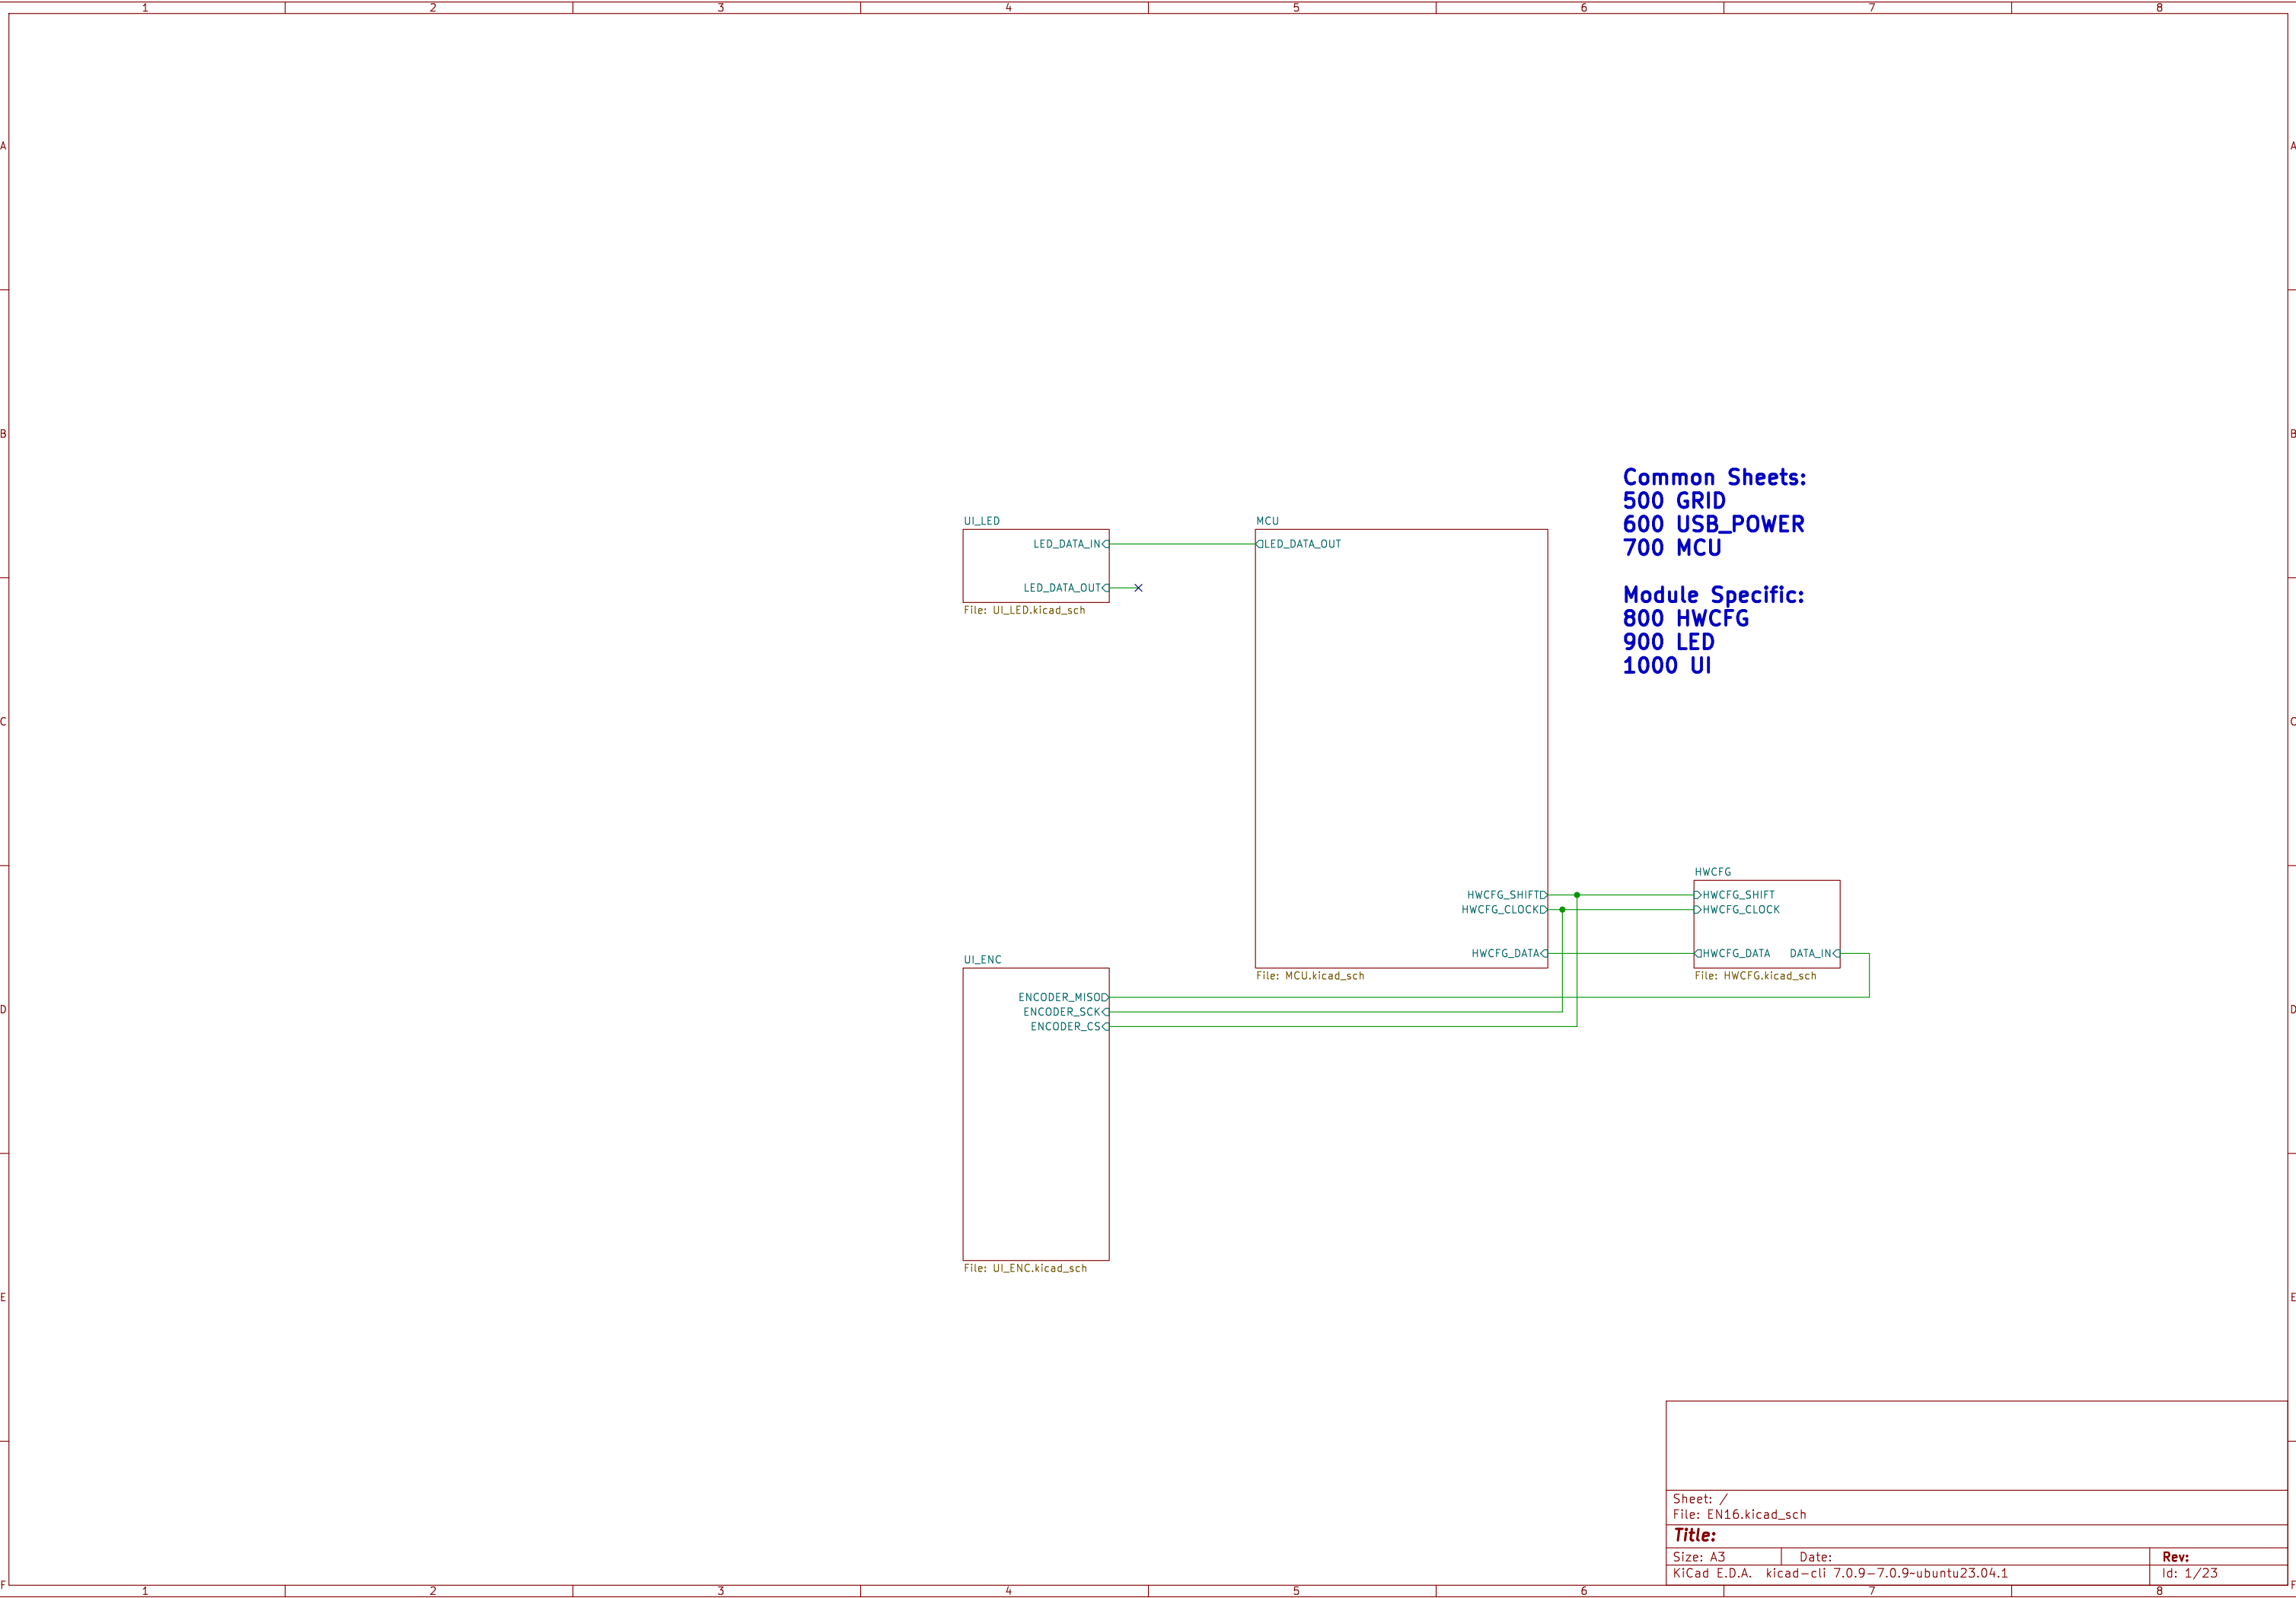 1 2 3 4 5 6 7 8
A A
B B
Common Sheets:
500 GRID
600 USB_POWER
700 MCU
Module Specific:
800 HWCFG
900 LED
1000 UI
UI_LED
LED_DATA_IN
LED_DATA_OUT
File: UI_LED.kicad_sch
MCU
LED_DATA_OUT
HWCFG_SHIFT
HWCFG_CLOCK
HWCFG_DATA
File: MCU.kicad_sch
C C
HWCFG
HWCFG_SHIFT
HWCFG_CLOCK
HWCFG_DATA DATA_IN
File: HWCFG.kicad_sch
UI_ENC
ENCODER_MISO
ENCODER_SCK
ENCODER_CS
File: UI_ENC.kicad_sch
D D
E E
Sheet: /
File: EN16.kicad_sch
Title:
Size: A3 Date: Rev:
KiCad E.D.A. kicad-cli 7.0.9-7.0.9~ubuntu23.04.1 Id: 1/23
F F
1 2 3 4 5 6 7 8